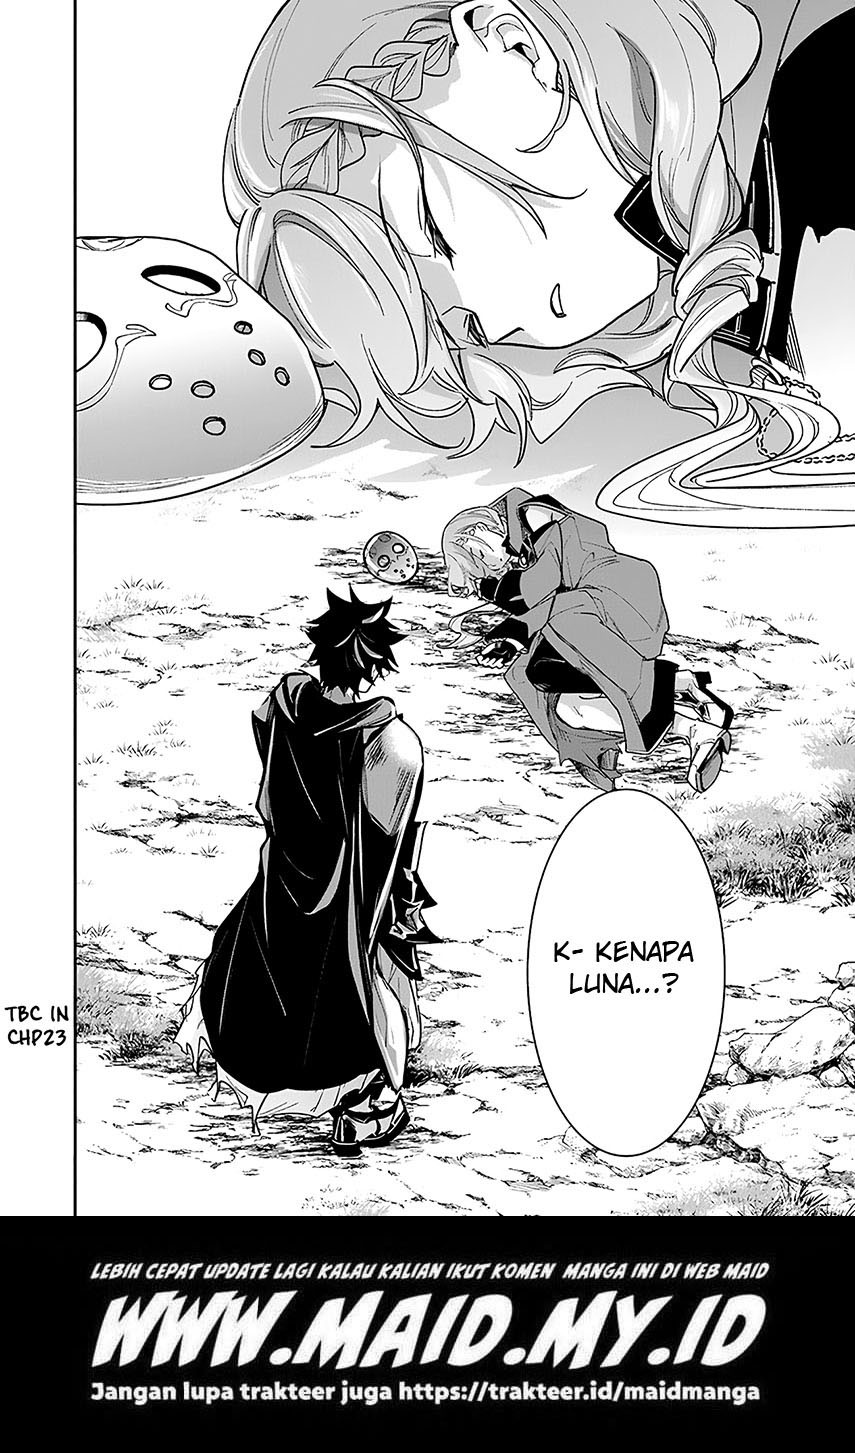 K- KENAPA
LUNA...?
TBC IN
CHP23
LEBIH CEPAT UPDATE LAGI KALAU KALIAN IKUT KOMEN MANGA INI DI WEB MAID
WWW.MAID.MY.ID
Jangan lupa trakteer juga https://trakteer.id/maidmanga